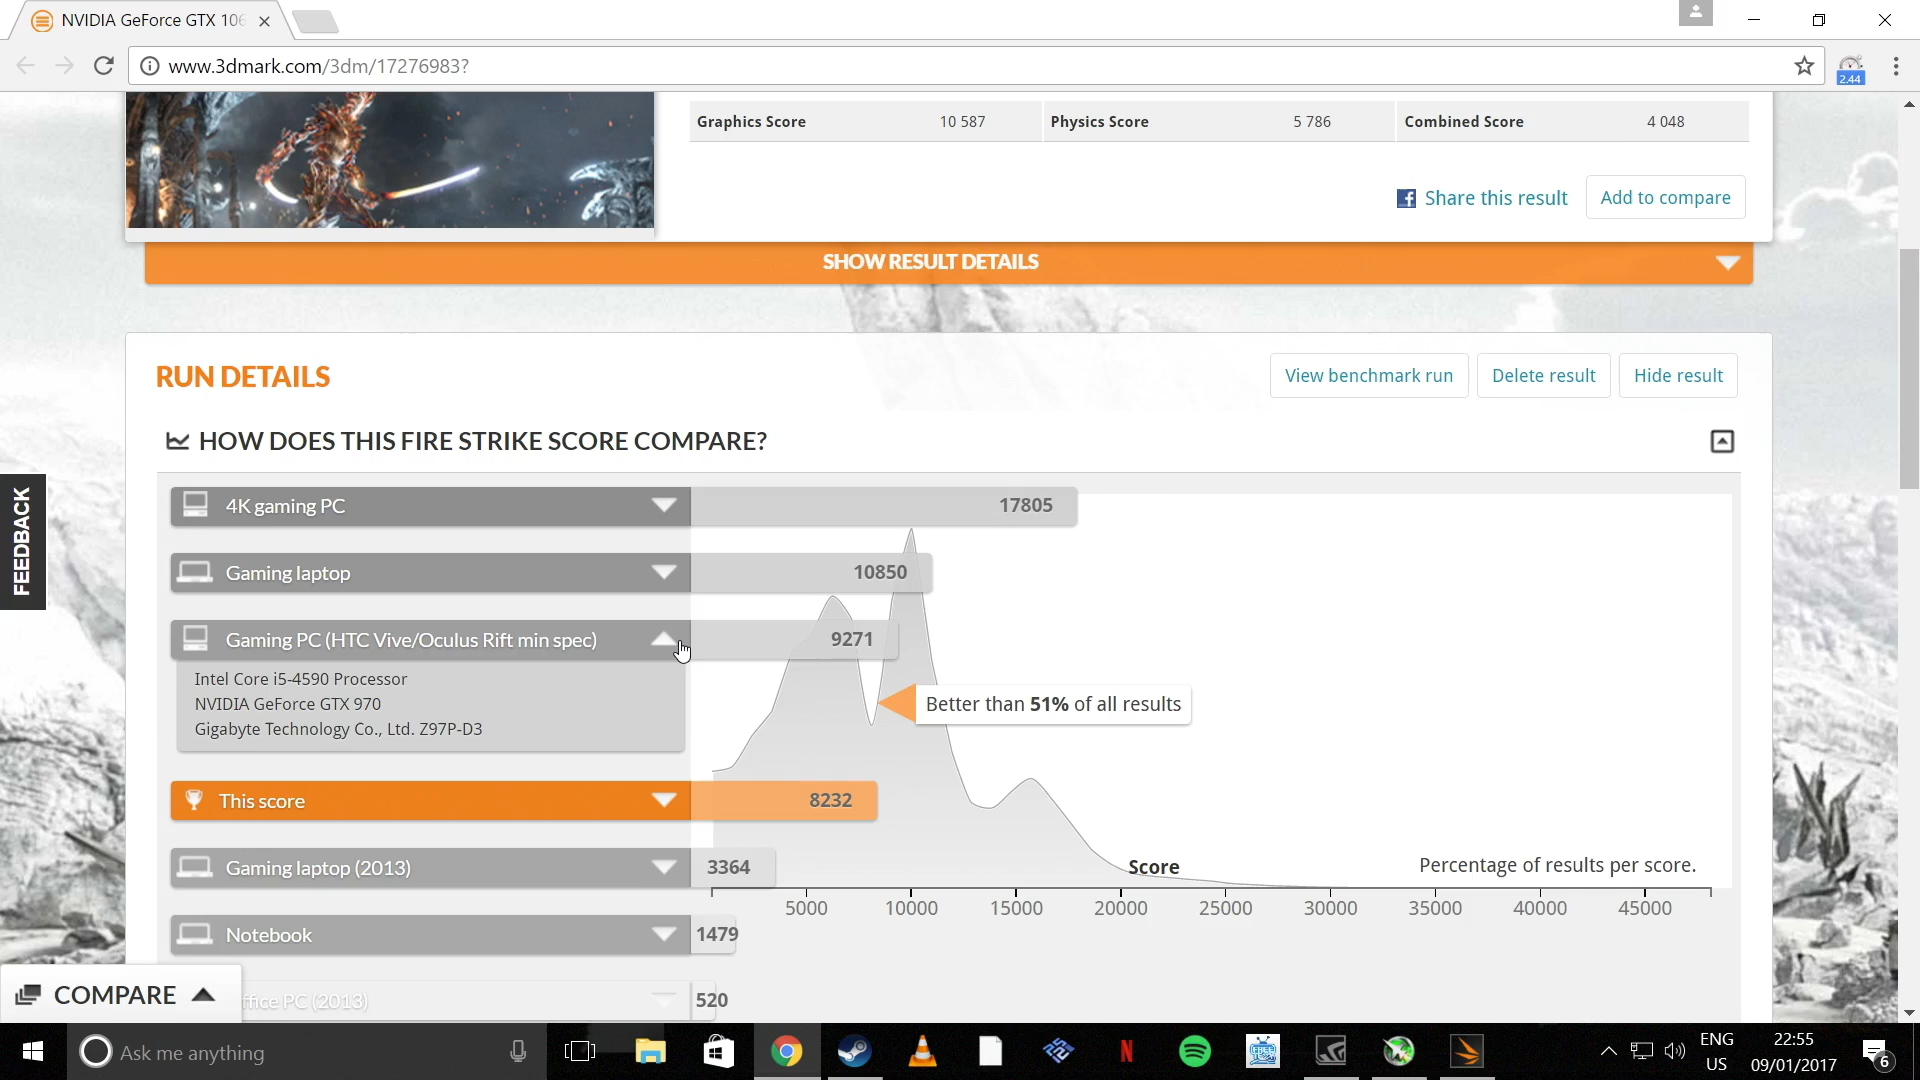 NVIDIA GeForce GTX 106
www.3dmark.com/3dm/17276983?
2.44
Graphics Score 10 587 Physics Score 5 786 Combined Score 4 048
Share this result Add to compare
SHOW RESULT DETAILS
RUN DETAILS
View benchmark run Delete result Hide result
HOW DOES THIS FIRE STRIKE SCORE COMPARE?
FEEDBACK
4K gaming PC 17805
Gaming laptop 10850
Gaming PC (HTC Vive/Oculus Rift min spec) 9271
Intel Core i5-4590 Processor
NVIDIA GeForce GTX 970
Gigabyte Technology Co., Ltd. Z97P-D3
Better than 51% of all results
This score 8232
Gaming laptop (2013) 3364
Score Percentage of results per score.
5000 10000 15000 20000 25000 30000 35000 40000 45000
Notebook 1479
COMPARE
ffice PC (2013) 520
Ask me anything
ENG
US
22:55
09/01/2017
6